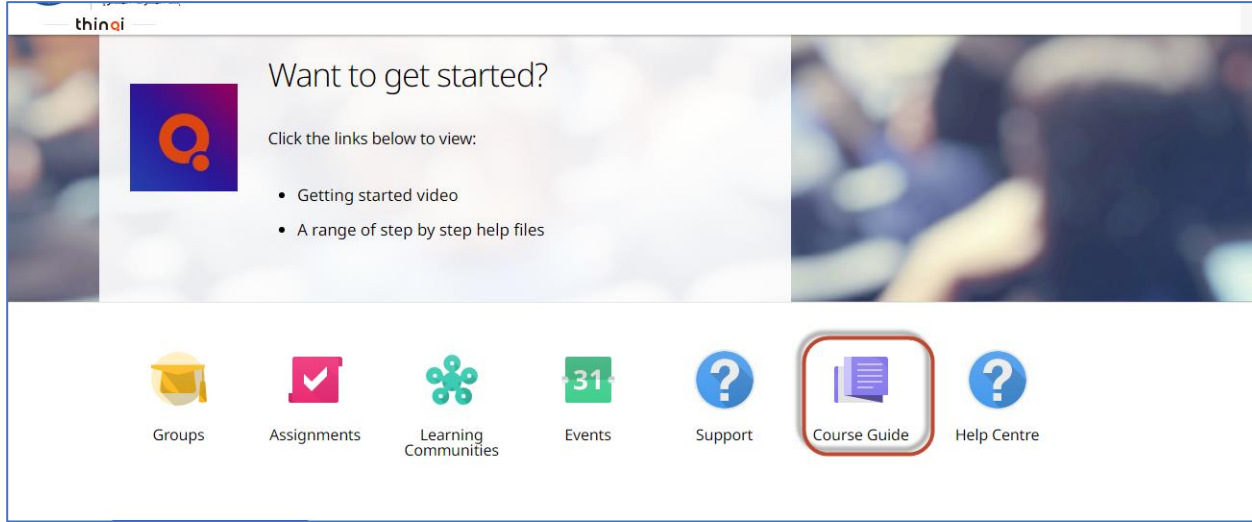 thinqi
Want to get started?
Click the links below to view:
• Getting started video
• A range of step by step help files
31
Groups
Assignments
Learning
Communities
Events
Support
Course Guide
Help Centre